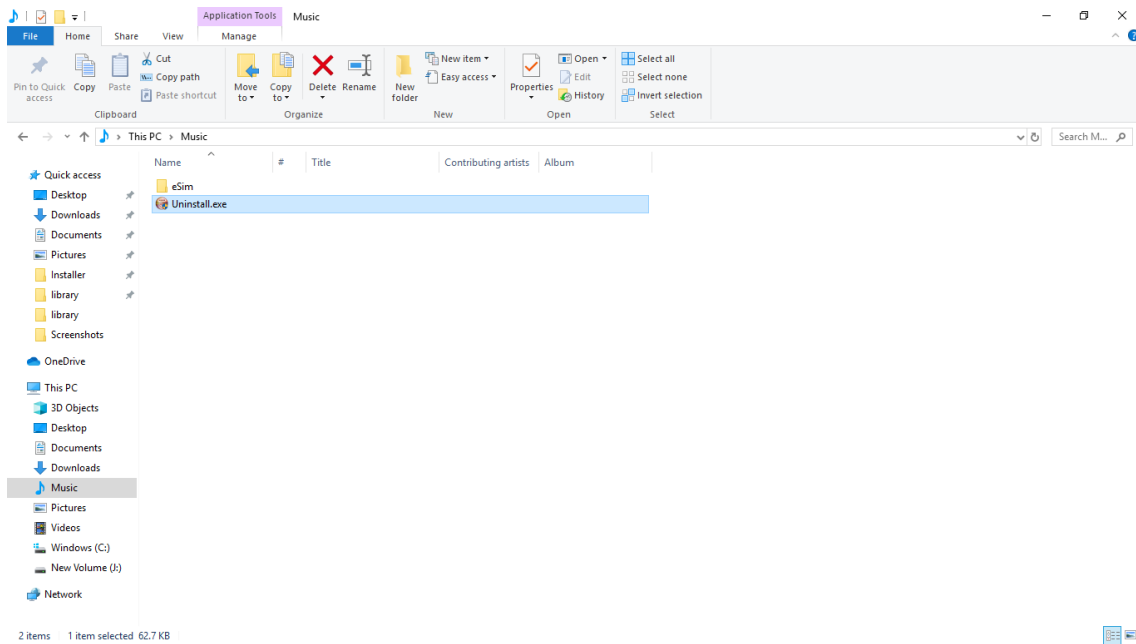 Application Tools Music
File Home Share View Manage
Pin to Quick access
Copy
Paste
Cut
Copy path
Paste shortcut
Clipboard
Move to
Copy to
Delete
Rename
Organize
New folder
New item
Easy access
New
Properties
Open
Edit
History
Open
Select all
Select none
Invert selection
Select
This PC > Music
Search M...
Name # Title Contributing artists Album
eSim
Uninstall.exe
Quick access
Desktop
Downloads
Documents
Pictures
Installer
library
library
Screenshots
OneDrive
This PC
3D Objects
Desktop
Documents
Downloads
Music
Pictures
Videos
Windows (C:)
New Volume (J:)
Network
2 items 1 item selected 62.7 KB